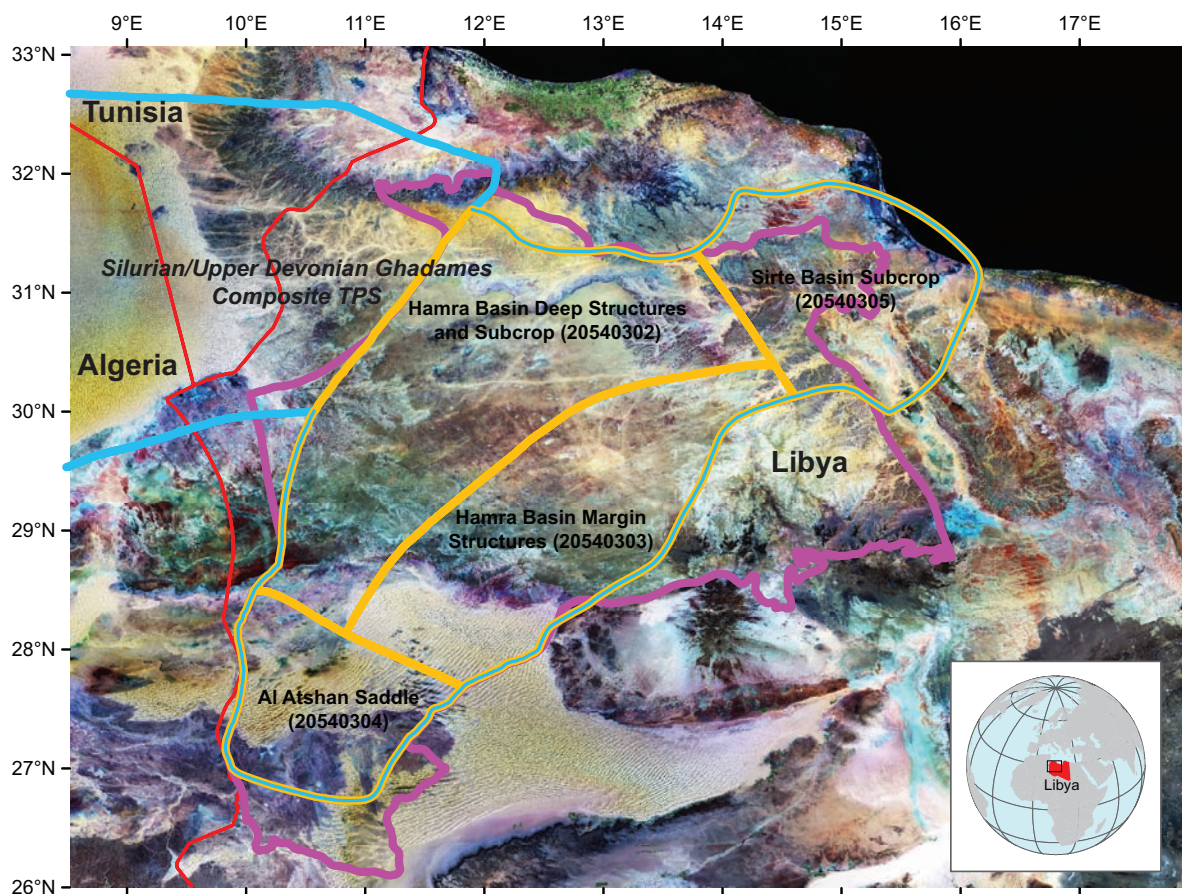 9°E 10°E 11°E 12°E 13°E 14°E 15°E 16°E 17°E
33°N
Tunisia
32°N
Silurian/Upper Devonian Ghadames
Composite TPS
Sirte Basin Subcrop
(20540305)
31°N
Hamra Basin Deep Structures
and Subcrop (20540302)
Algeria
30°N
Libya
29°N
Hamra Basin Margin
Structures (20540303)
28°N
Al Atshan Saddle
(20540304)
27°N
Libya
26°N